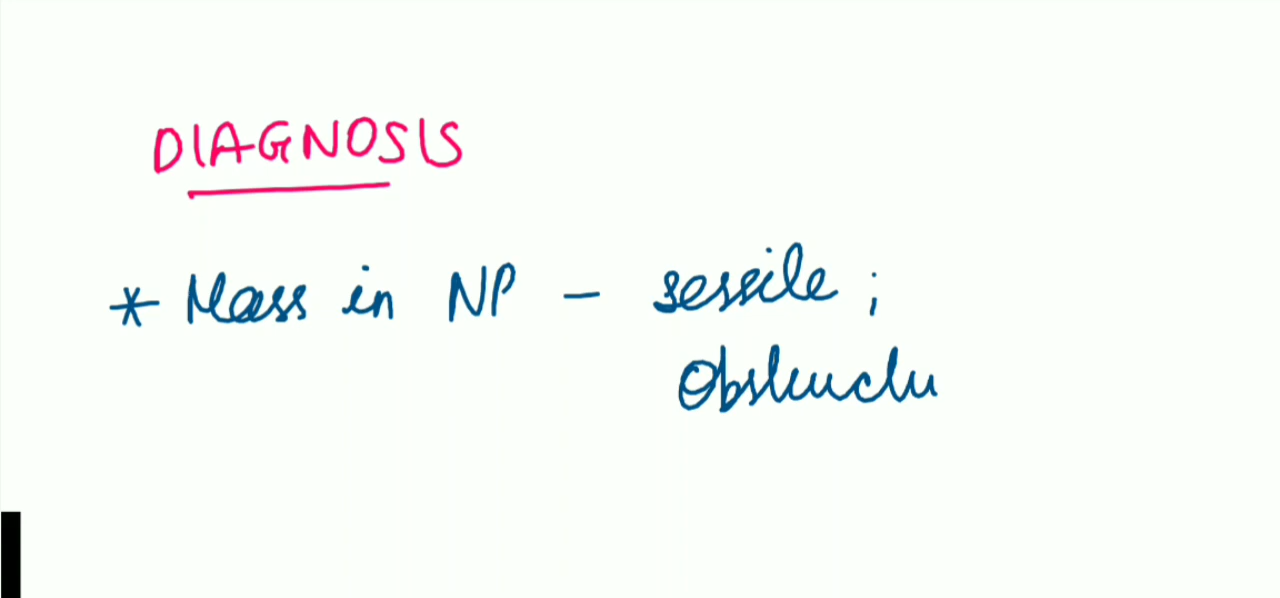 DIAGNOSIS
* Mass in NP - sessile ;
Obstructu